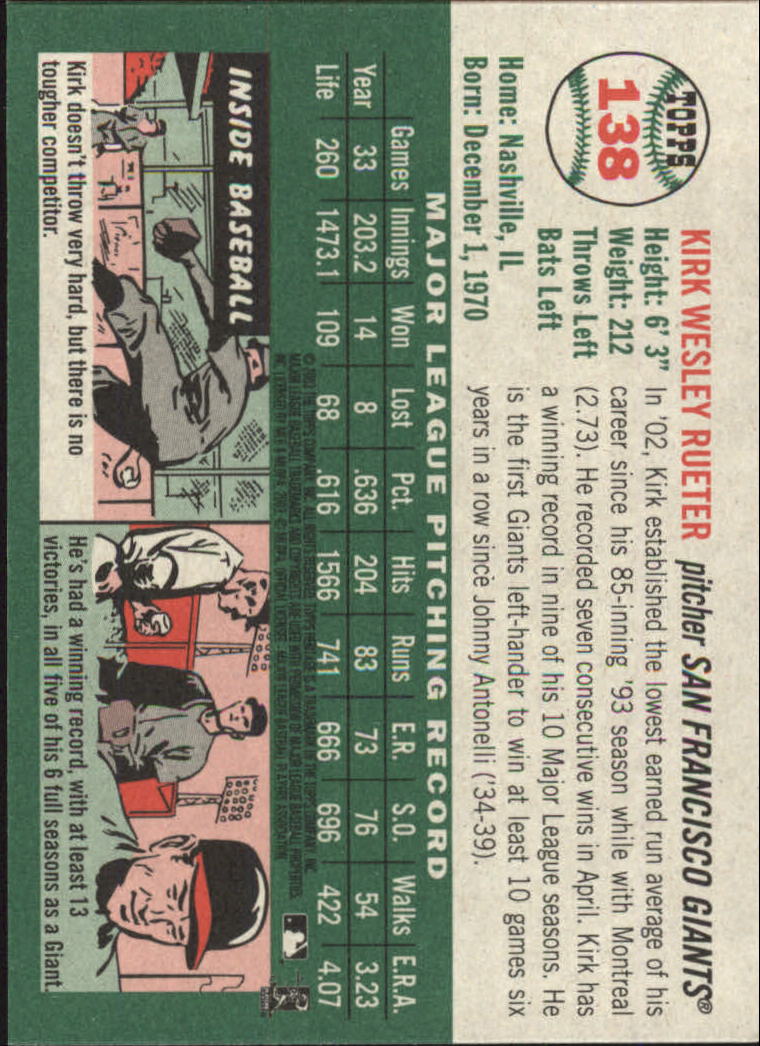 TOPPS
138
KIRK WESLEY RUETER pitcher SAN FRANCISCO GIANTS®
Height: 6' 3"
Weight: 212
Throws Left
Bats Left
Home: Nashville, IL
Born: December 1, 1970
In '02, Kirk established the lowest earned run average of his
career since his 85-inning '93 season while with Montreal
(2.73). He recorded seven consecutive wins in April. Kirk has
a winning record in nine of his 10 Major League seasons. He
is the first Giants left-hander to win at least 10 games six
years in a row since Johnny Antonelli ('34-39).
MAJOR LEAGUE PITCHING RECORD
Games Innings Won Lost Pct. Hits Runs E.R. S.O. Walks E.R.A.
Year 33 203.2 14 8 .636 204 83 73 76 54 3.23
Life 260 1473.1 109 68 .616 1566 741 666 696 422 4.07
INSIDE BASEBALL
Kirk doesn't throw very hard, but there is no
tougher competitor.
He's had a winning record, with at least 13
victories, in all five of his 6 full seasons as a Giant.